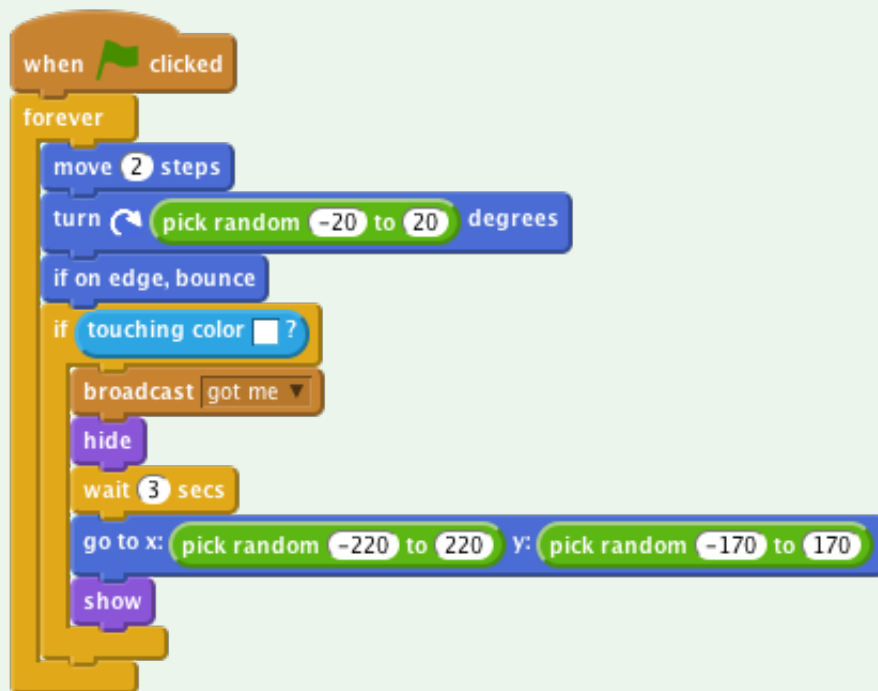 when clicked
forever
move 2 steps
turn pick random -20 to 20 degrees
if on edge, bounce
if touching color ?
broadcast got me
hide
wait 3 secs
go to x: pick random -220 to 220 y: pick random -170 to 170
show